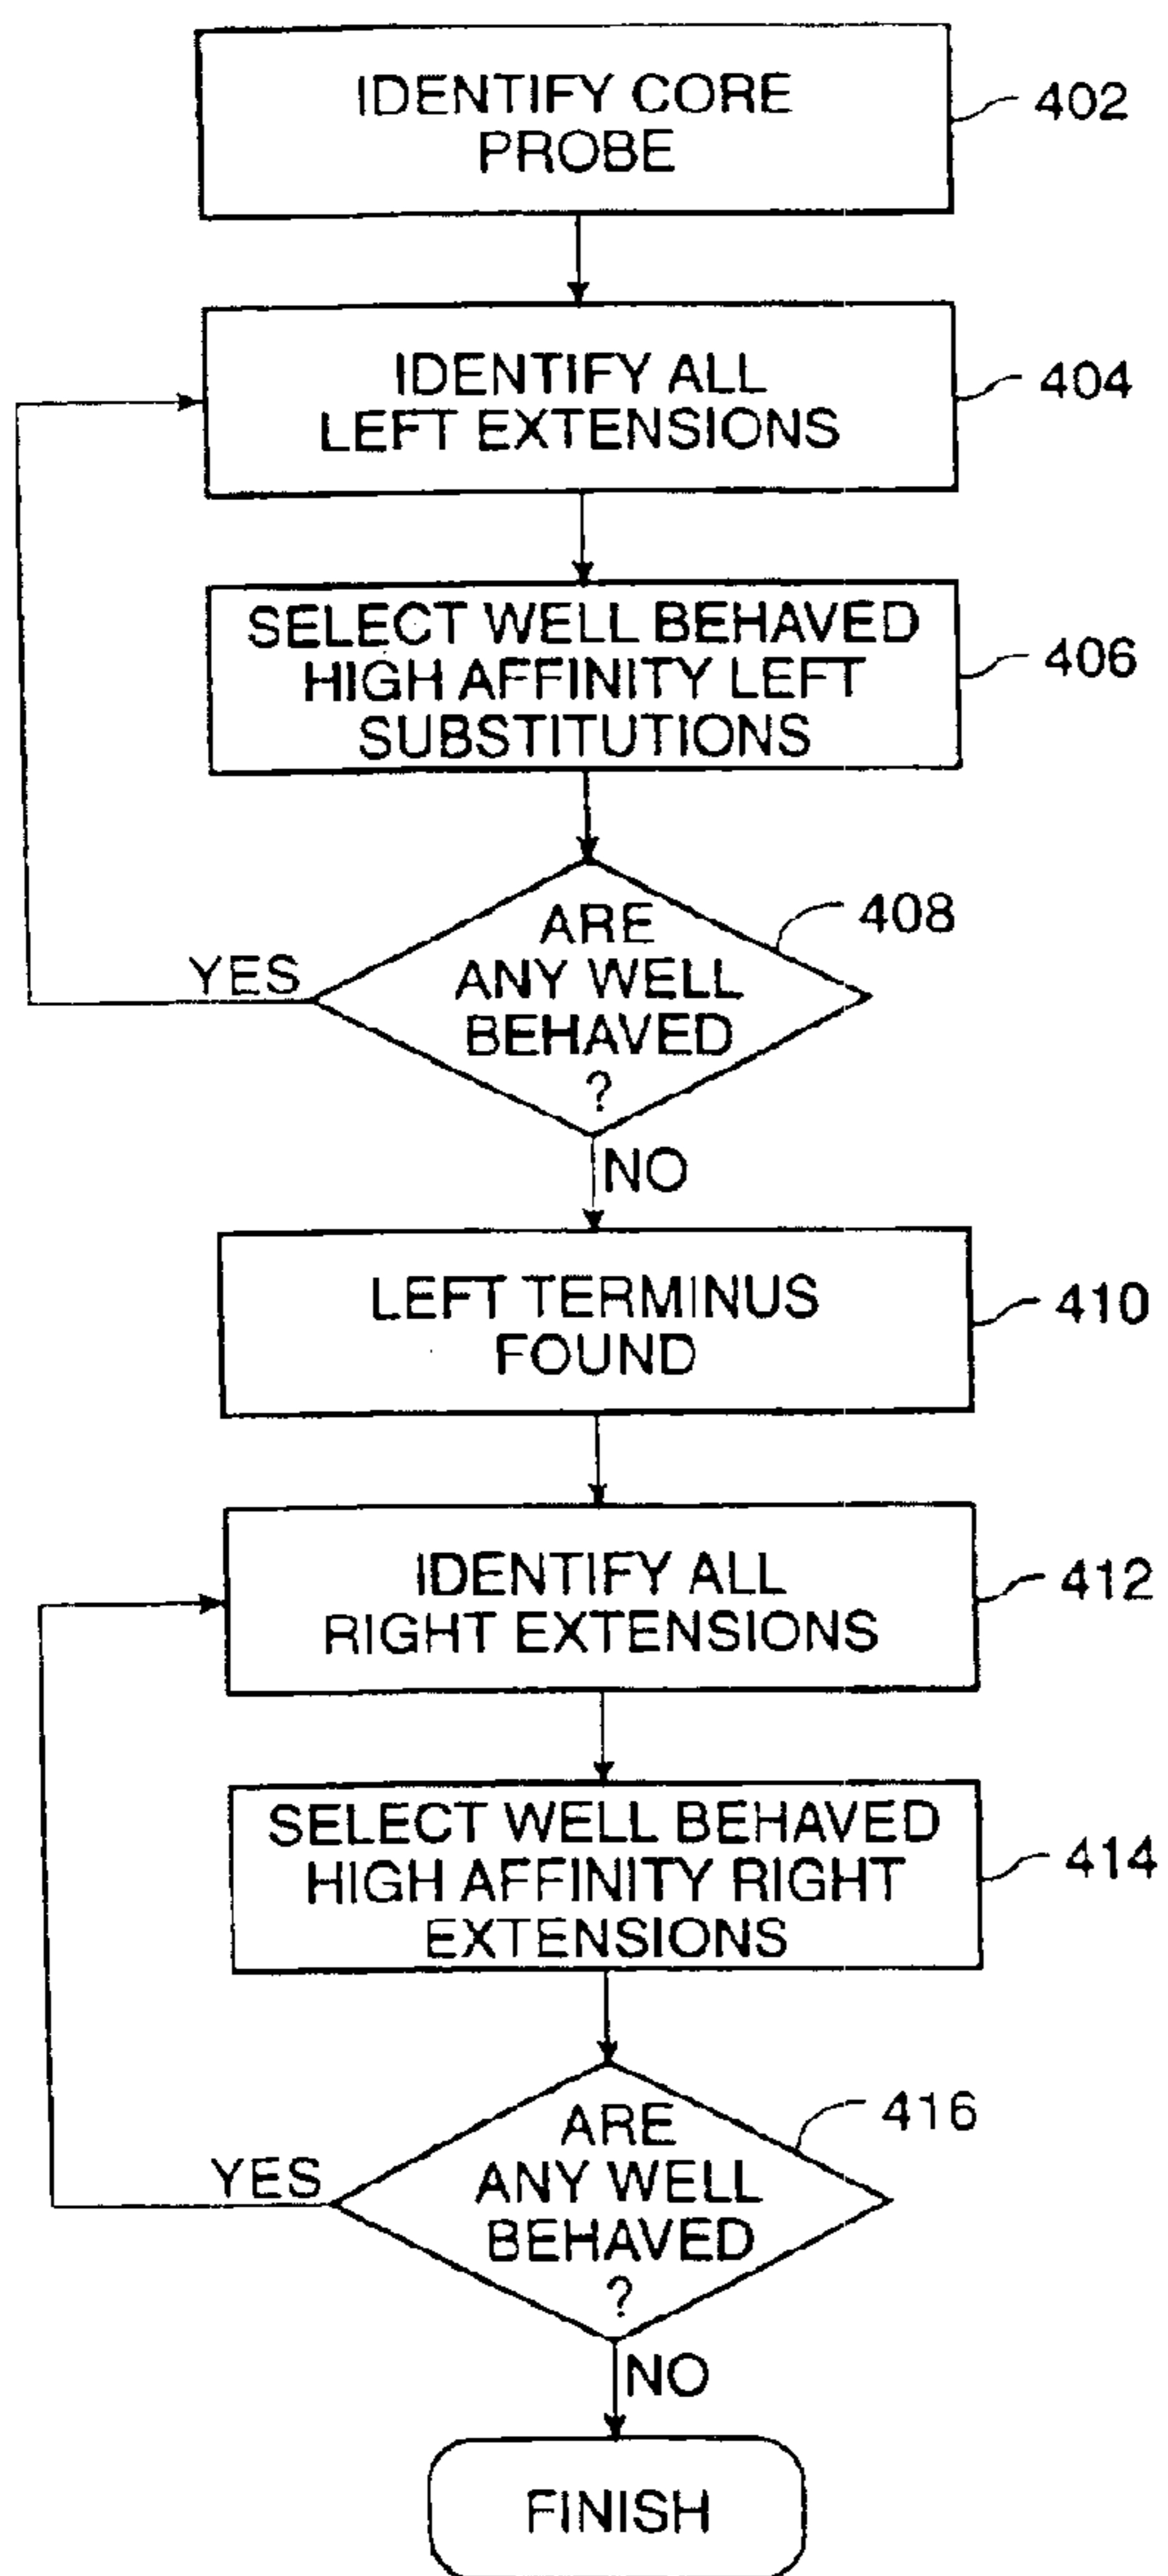 IDENTIFY CORE
PROBE
402
IDENTIFY ALL
LEFT EXTENSIONS
404
SELECT WELL BEHAVED
HIGH AFFINITY LEFT
SUBSTITUTIONS
406
ARE
ANY WELL
BEHAVED
?
408
YES
NO
LEFT TERMINUS
FOUND
410
IDENTIFY ALL
RIGHT EXTENSIONS
412
SELECT WELL BEHAVED
HIGH AFFINITY RIGHT
EXTENSIONS
414
ARE
ANY WELL
BEHAVED
?
416
YES
NO
FINISH